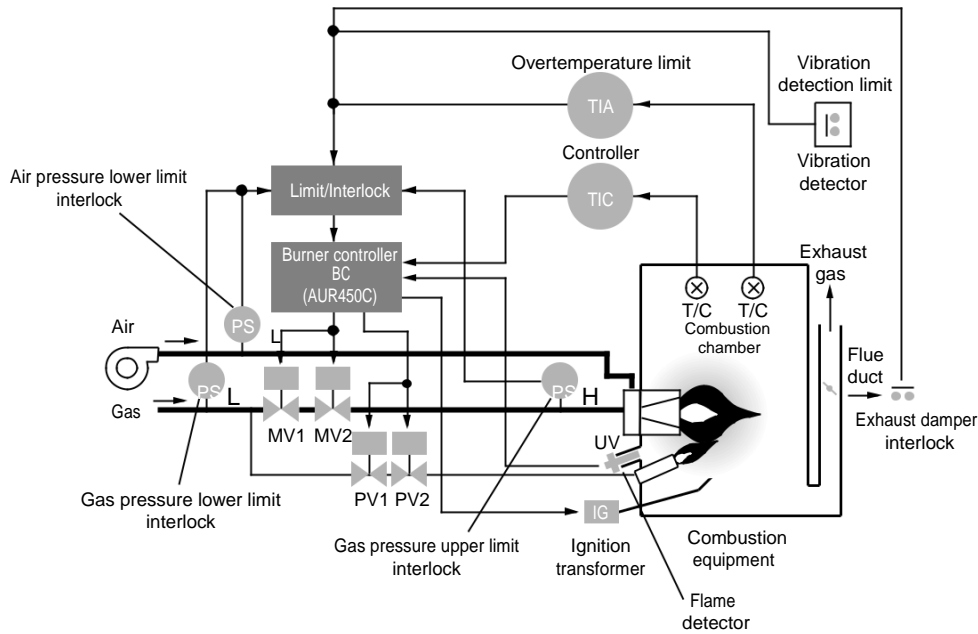 Overtemperature limit
TIA
Vibration
detection limit
Vibration
detector
Controller
TIC
Air pressure lower limit
interlock
Limit/Interlock
Burner controller
BC
(AUR450C)
Exhaust
gas
T/C
T/C
Combustion
chamber
Air
PS
L
Flue
duct
PS
L
PS
H
Gas
MV1
MV2
Exhaust damper
interlock
UV
PV1
PV2
Gas pressure lower limit
interlock
IG
Gas pressure upper limit
interlock
Ignition
transformer
Combustion
equipment
Flame
detector